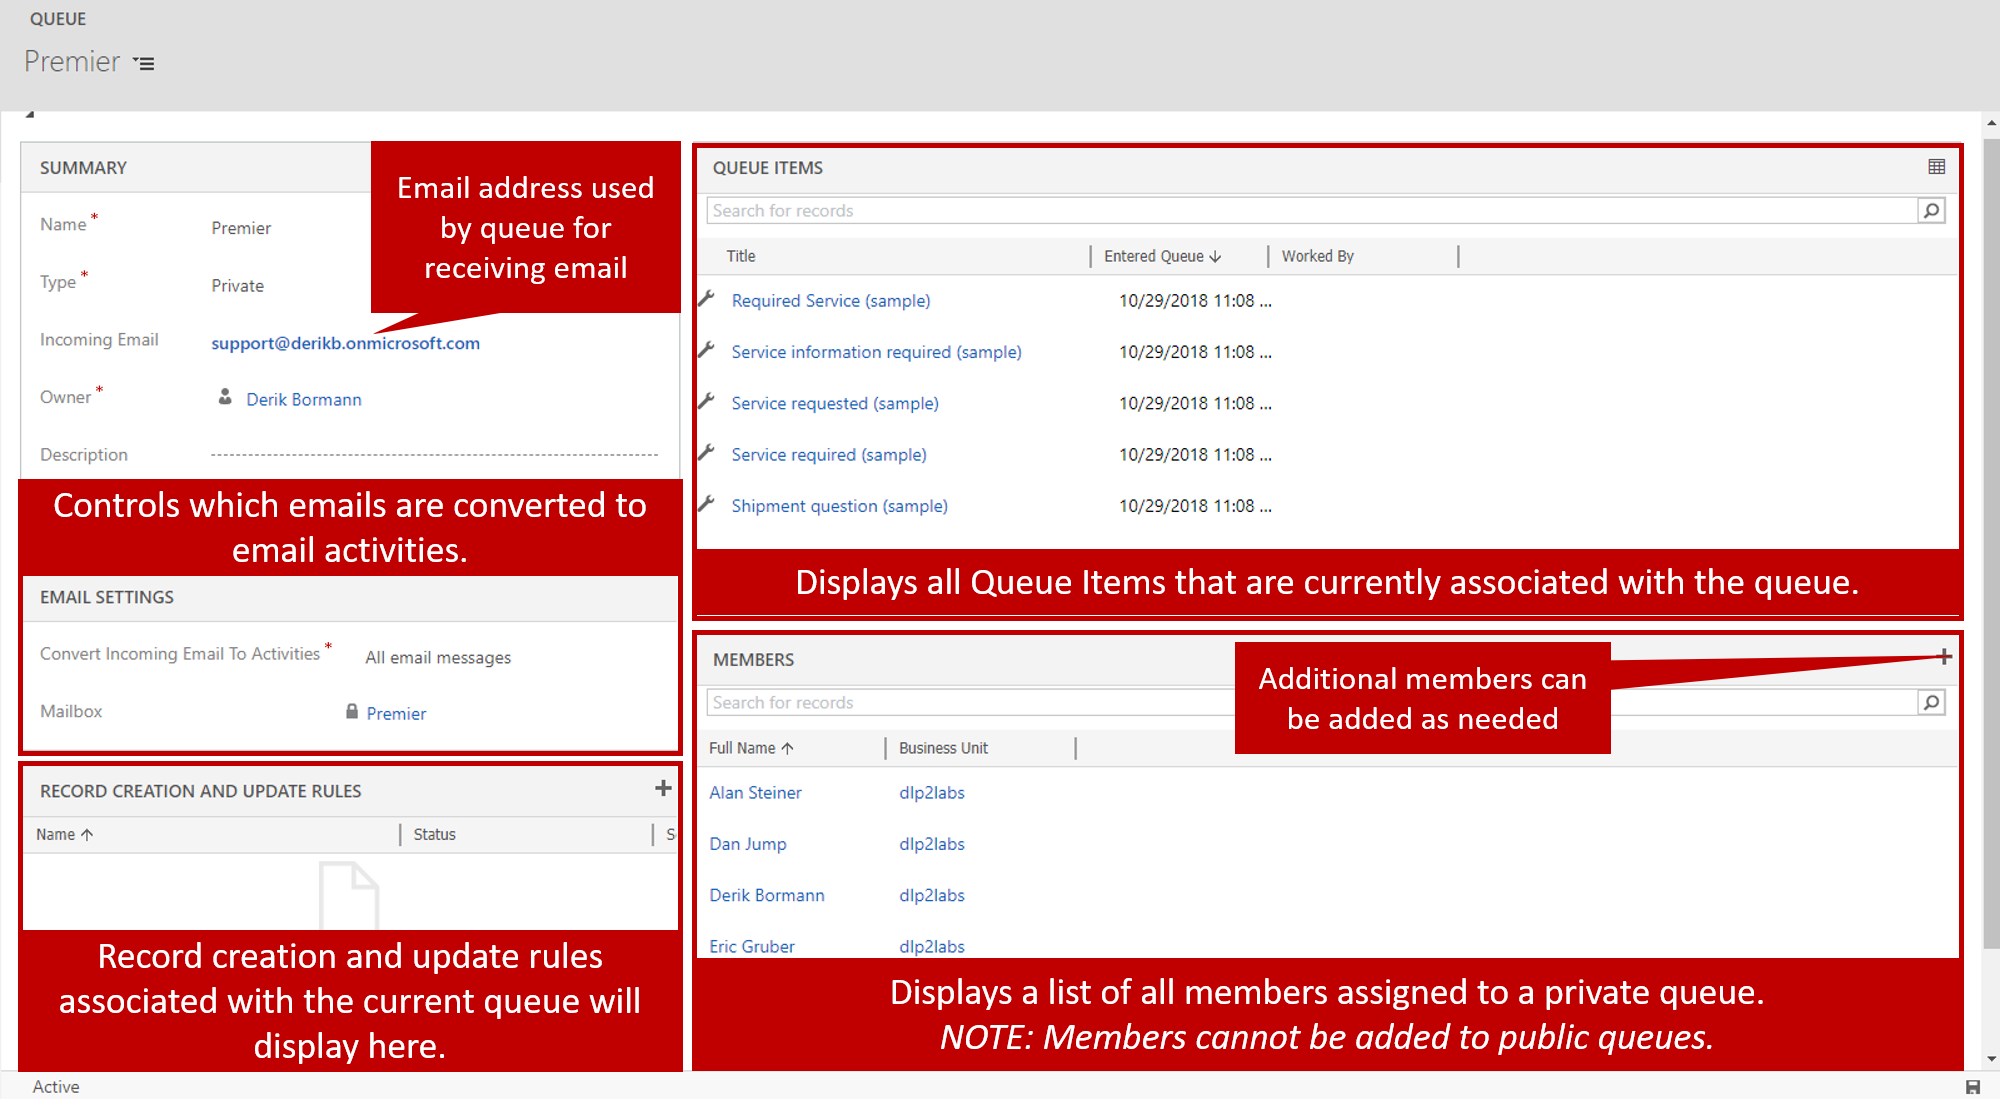 QUEUE
Premier
SUMMARY
Name *
Premier
Type *
Private
Incoming Email
support@derikb.onmicrosoft.com
Owner *
Derik Bormann
Description
Email address used
by queue for
receiving email
Controls which emails are converted to
email activities.
EMAIL SETTINGS
Convert Incoming Email To Activities *
All email messages
Mailbox
Premier
RECORD CREATION AND UPDATE RULES
Name
Status
Record creation and update rules
associated with the current queue will
display here.
QUEUE ITEMS
Search for records
Title
Entered Queue
Worked By
Required Service (sample)
10/29/2018 11:08 ...
Service information required (sample)
10/29/2018 11:08 ...
Service requested (sample)
10/29/2018 11:08 ...
Service required (sample)
10/29/2018 11:08 ...
Shipment question (sample)
10/29/2018 11:08 ...
Displays all Queue Items that are currently associated with the queue.
MEMBERS
Additional members can
be added as needed
Search for records
Full Name
Business Unit
Alan Steiner
dlp2labs
Dan Jump
dlp2labs
Derik Bormann
dlp2labs
Eric Gruber
dlp2labs
Displays a list of all members assigned to a private queue.
NOTE: Members cannot be added to public queues.
Active